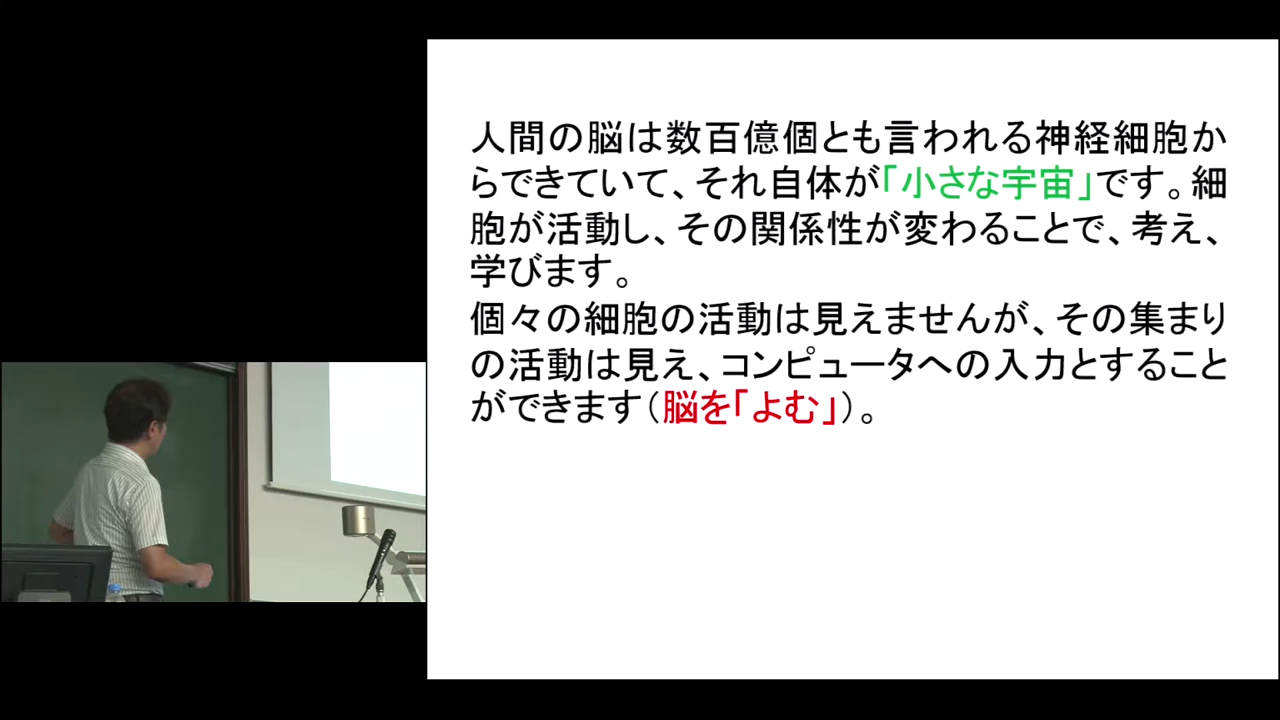 人間の脳は数百億個とも言われる神経細胞か
らできていて、それ自体が「小さな宇宙」です。細
胞が活動し、その関係性が変わることで、考え、
学びます。
個々の細胞の活動は見えませんが、その集まり
の活動は見え、コンピュータへの入力とすること
ができます（脳を「よむ」）。